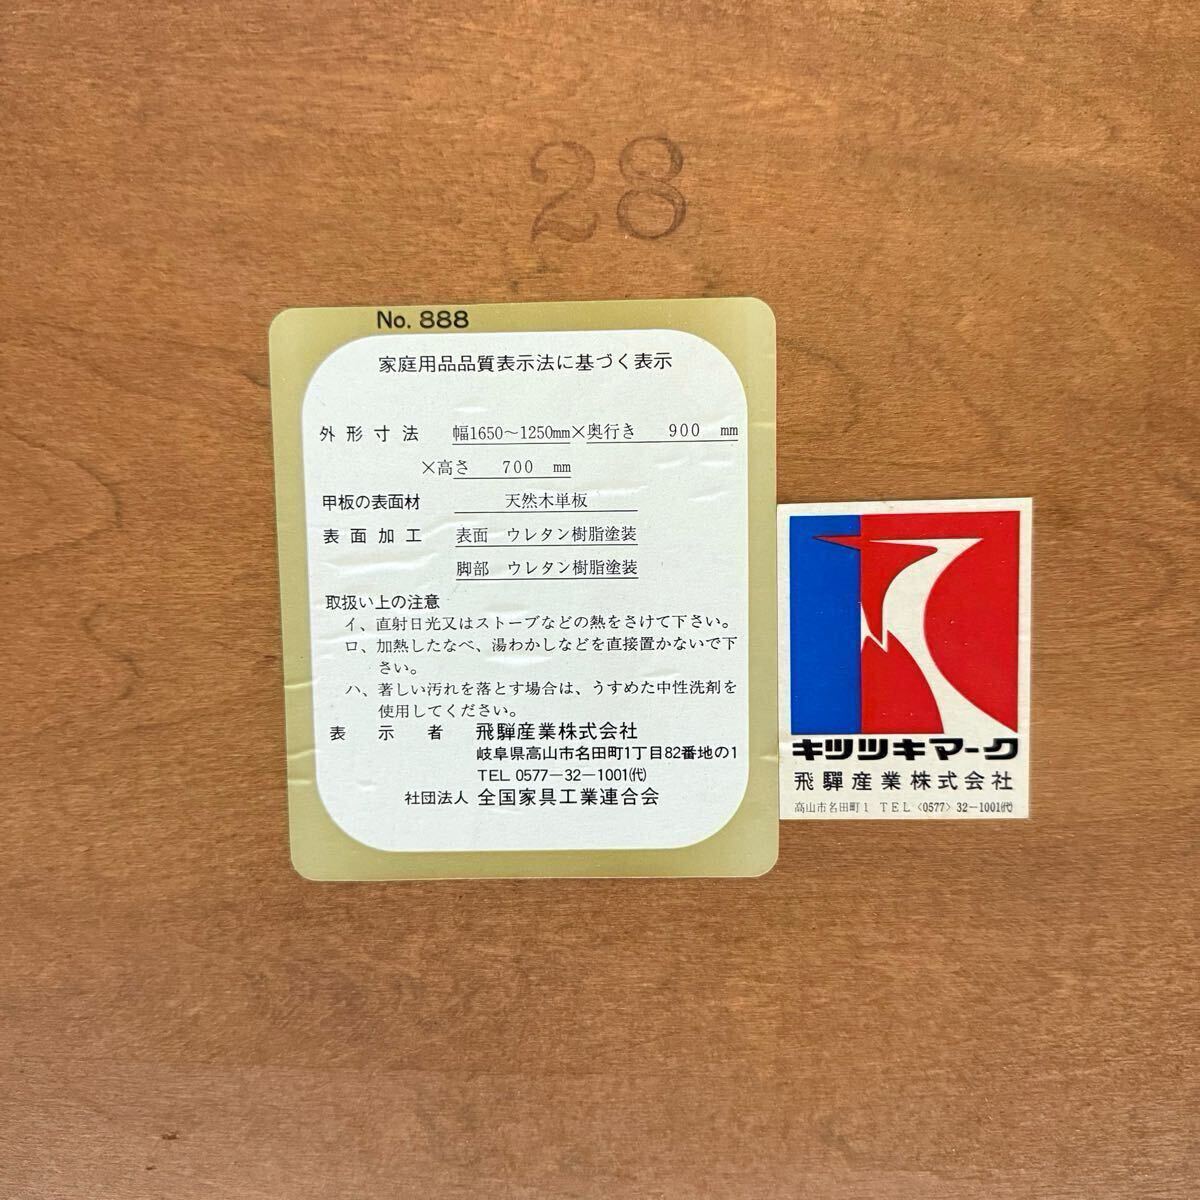 28
No. 888
家庭用品品質表示法に基づく表示
外形寸法 幅1650～1250mm×奥行き 900 mm
×高さ 700 mm
甲板の表面材 天然木単板
表面加工 表面 ウレタン樹脂塗装
脚部 ウレタン樹脂塗装
取扱い上の注意
イ、直射日光又はストーブなどの熱をさけて下さい。
ロ、加熱したなべ、湯わかしなどを直接置かないで下
さい。
ハ、著しい汚れを落とす場合は、うすめた中性洗剤を
使用してください。
表示者 飛騨産業株式会社
岐阜県高山市名田町1丁目82番地の1
TEL 0577－32－1001㈹
社団法人 全国家具工業連合会
キツツキマーク
飛驒産業株式会社
高山市名田町1 TEL〈0577〉32－1001㈹